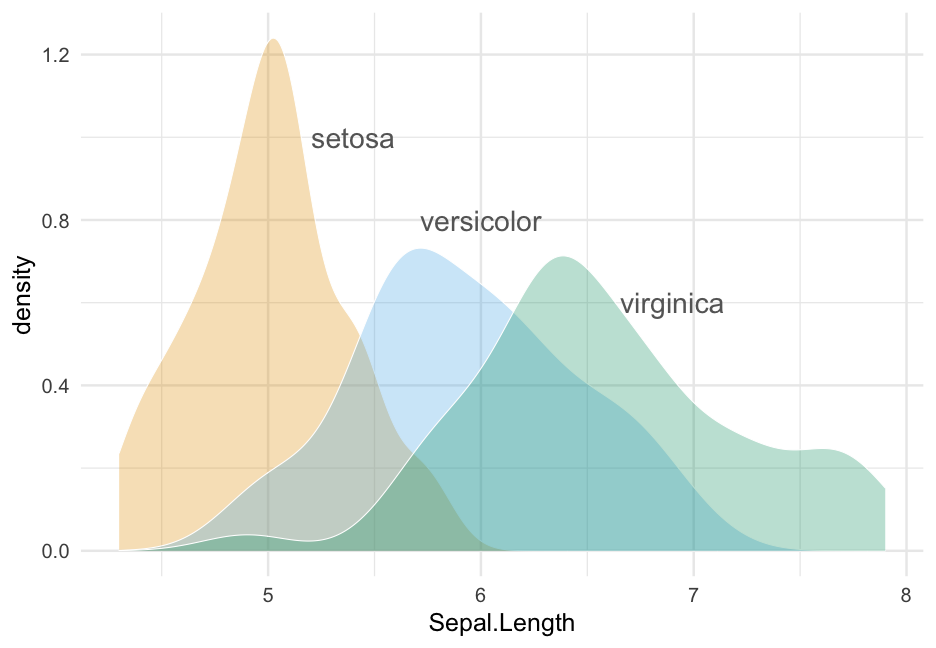 1.2
setosa
0.8
versicolor
density
virginica
0.4
0.0
5 6 7 8
Sepal.Length